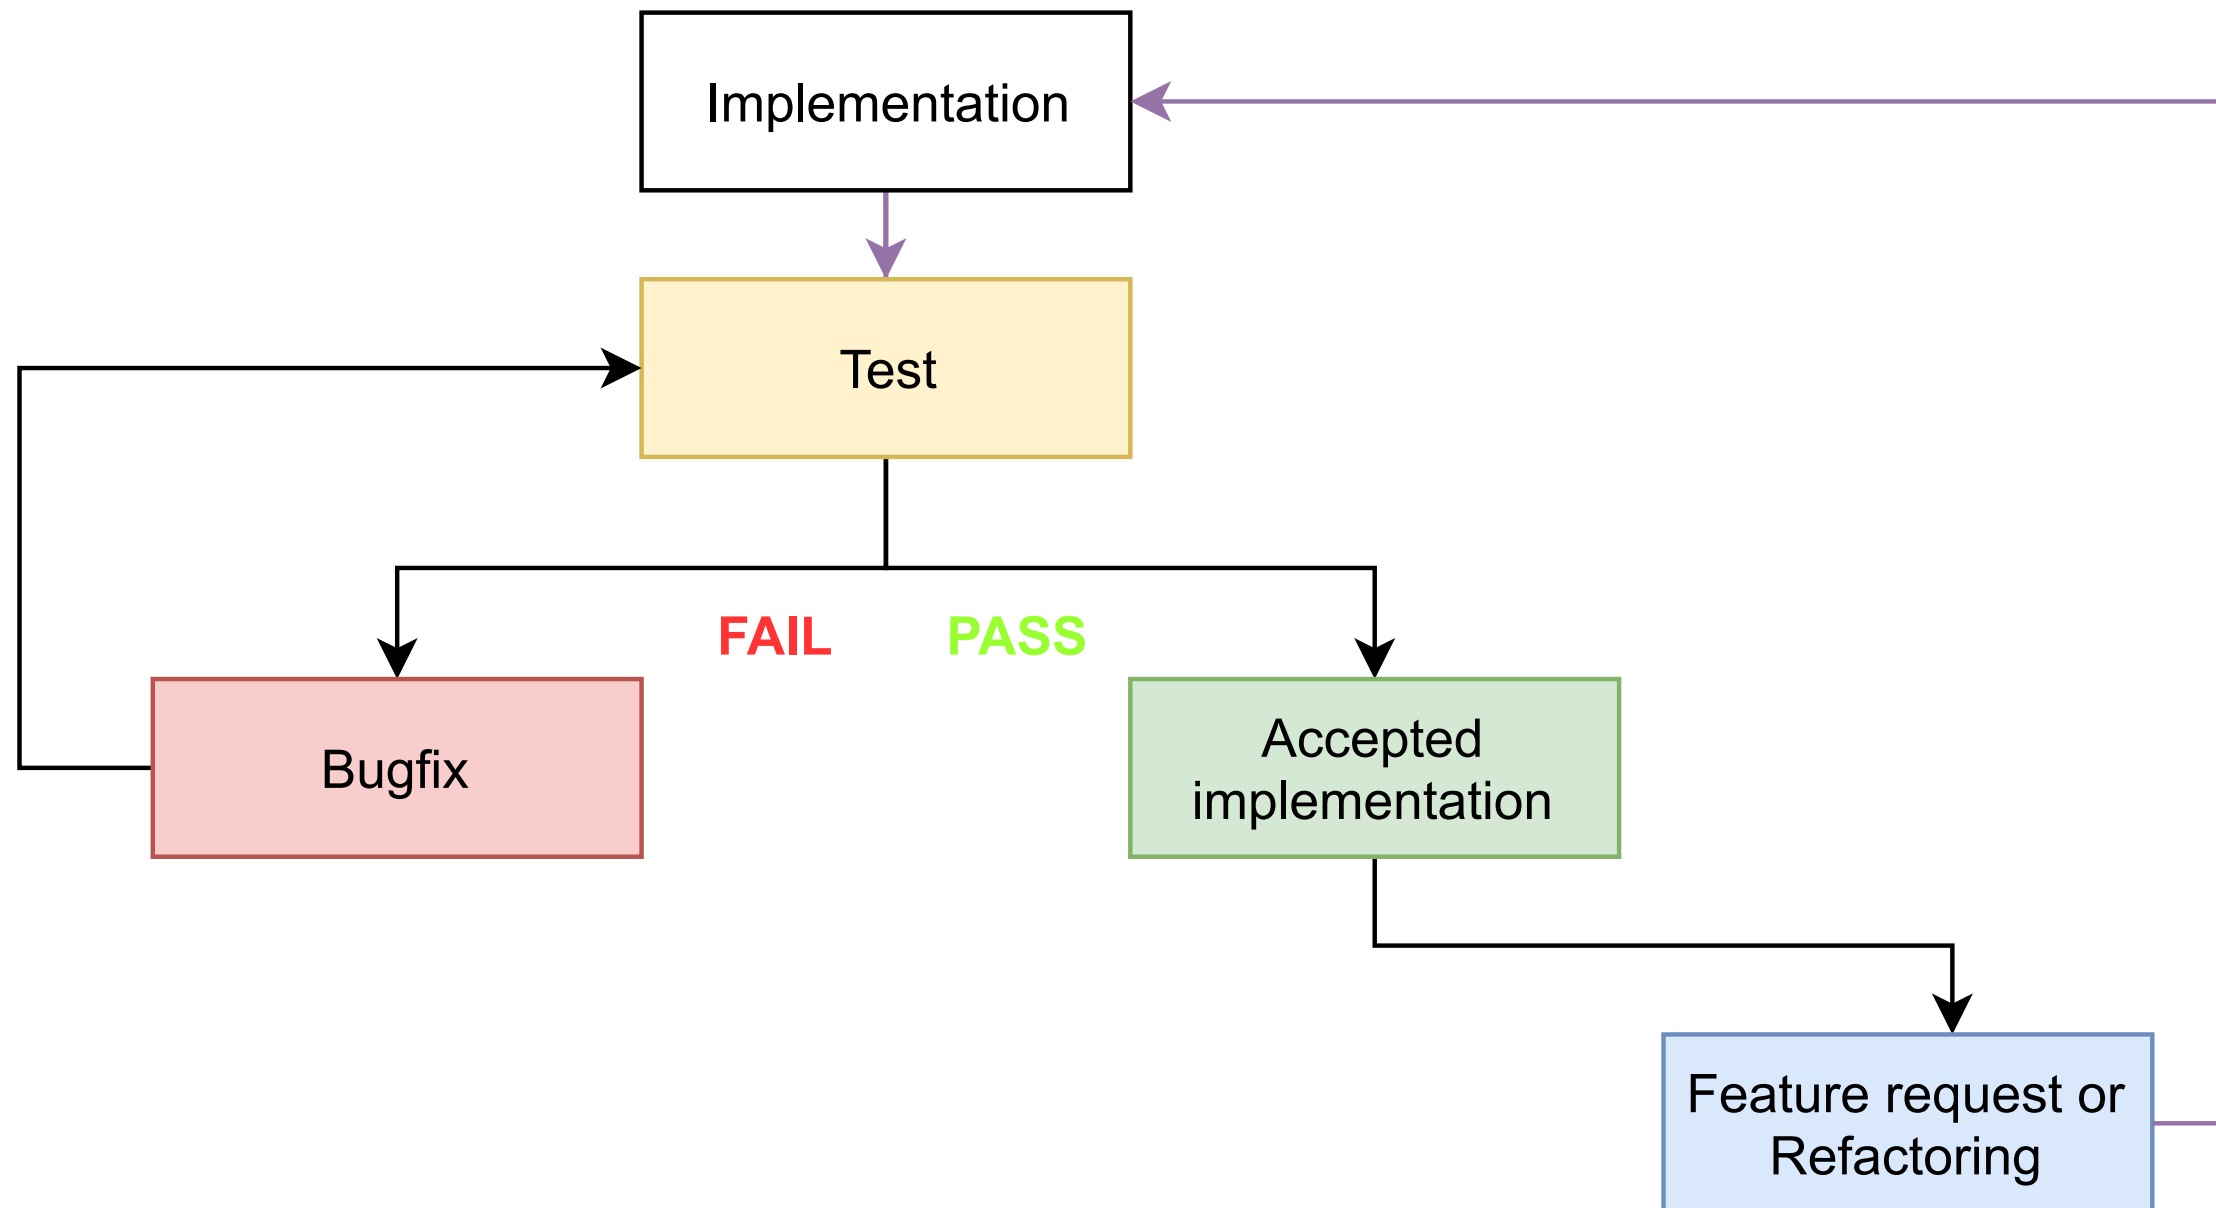 Implementation
Test
FAIL
PASS
Bugfix
Accepted
implementation
Feature request or
Refactoring